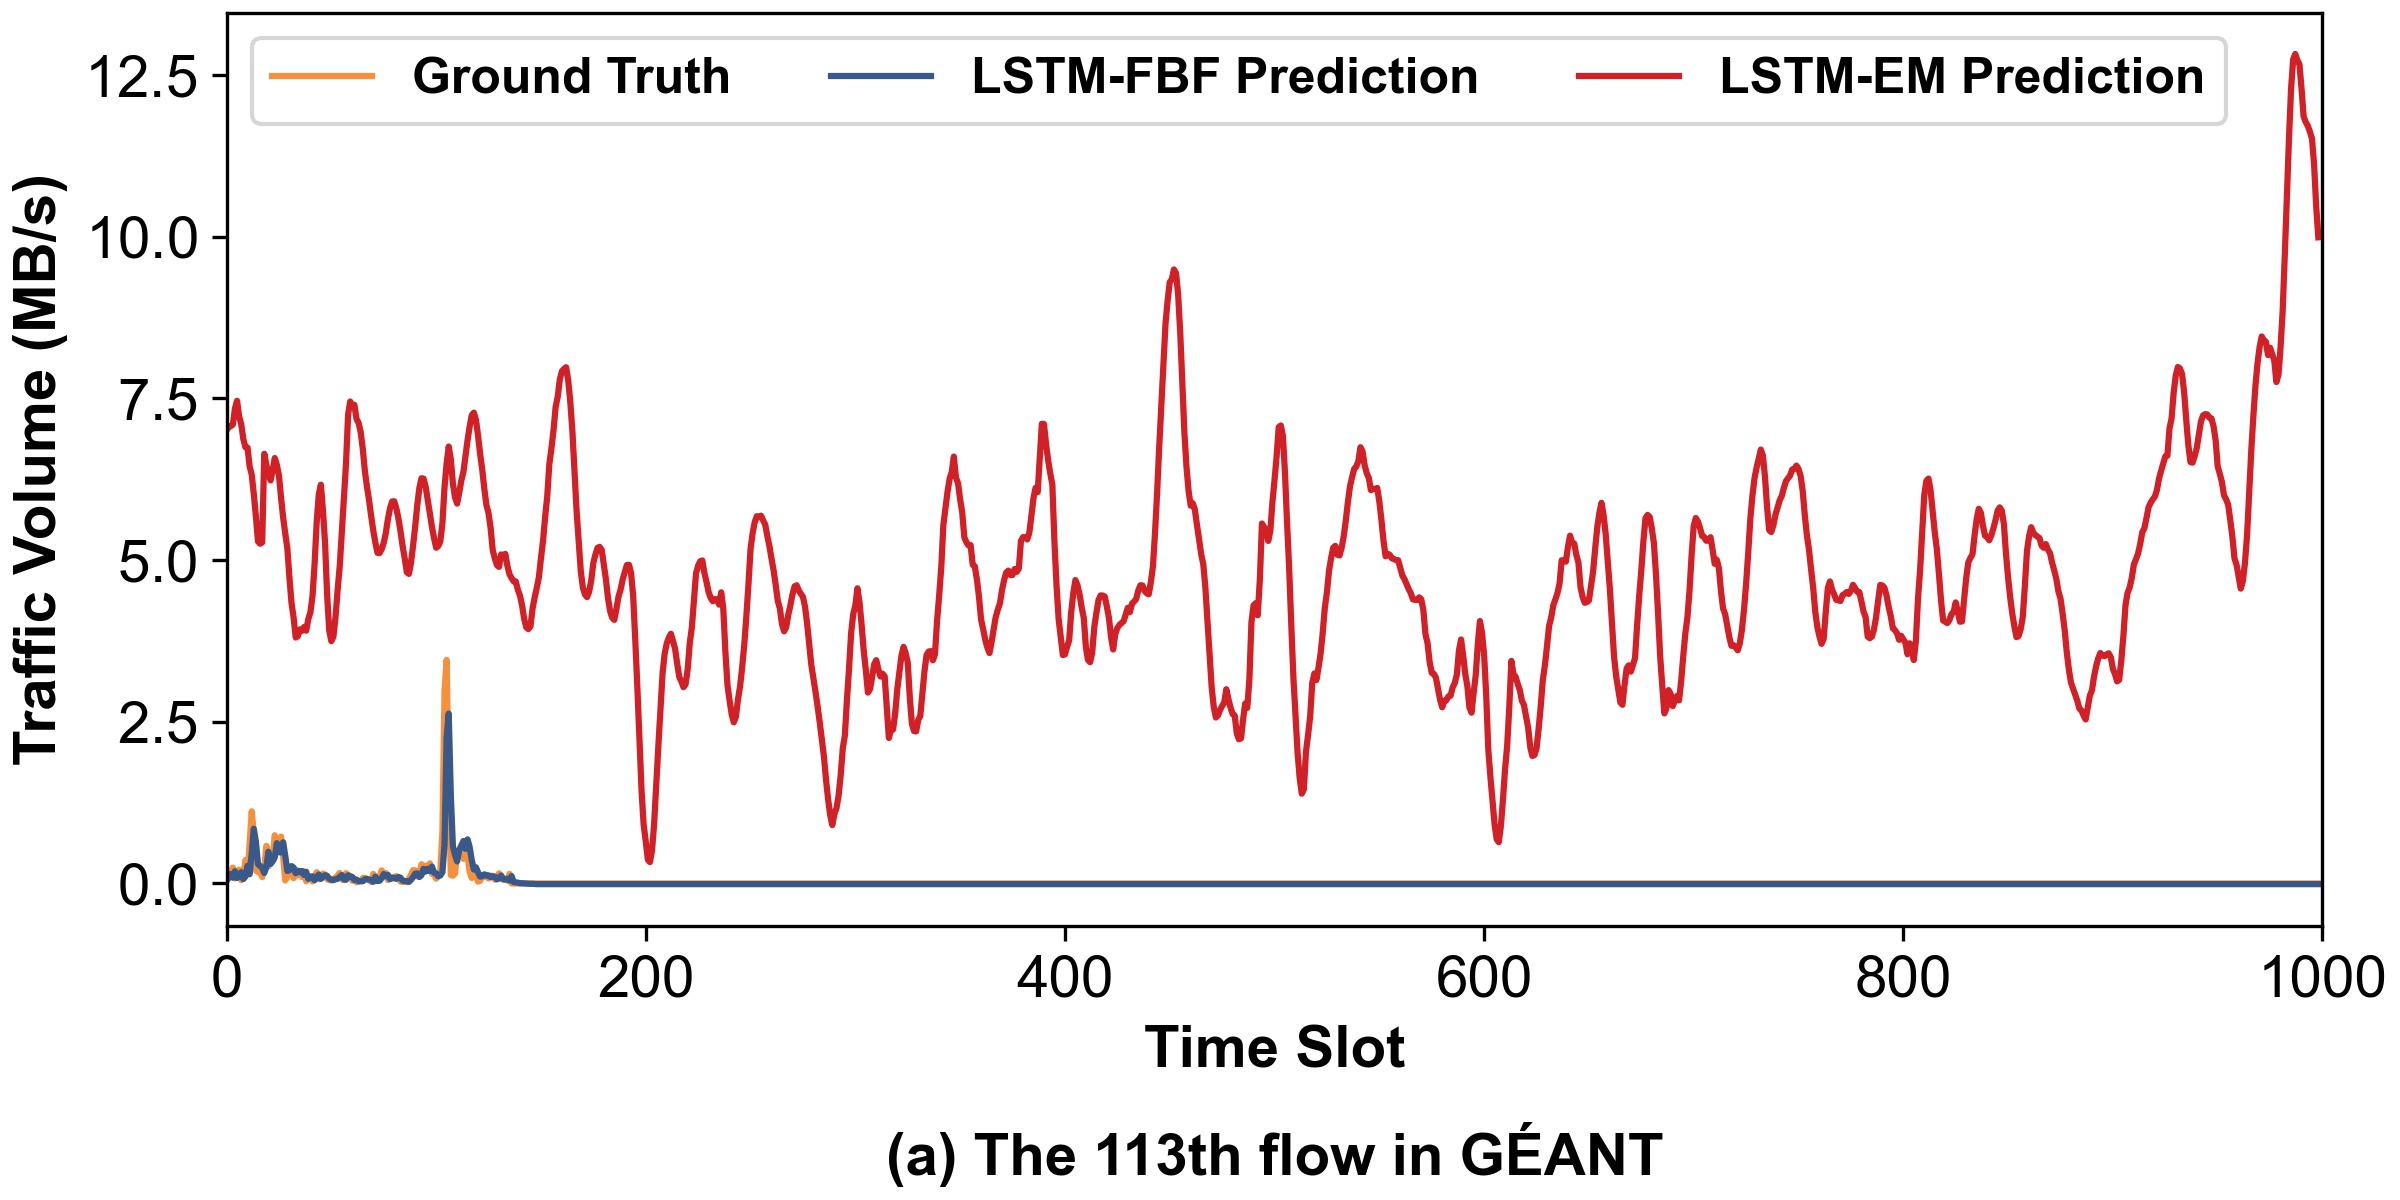 Ground Truth LSTM-FBF Prediction LSTM-EM Prediction
Traffic Volume (MB/s)
12.5
10.0
7.5
5.0
2.5
0.0
0 200 400 600 800 1000
Time Slot
(a) The 113th flow in GÉANT